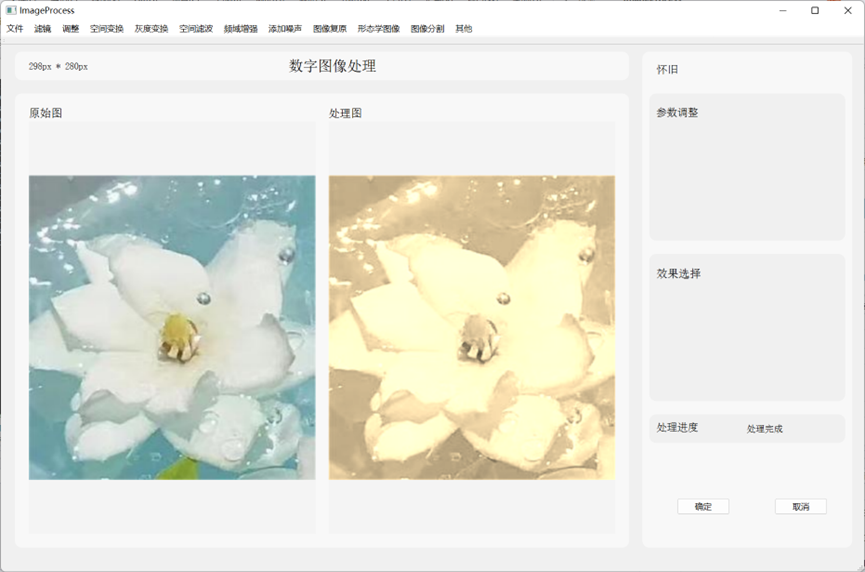 ImageProcess
文件 滤镜 调整 空间变换 灰度变换 空间滤波 频域增强 添加噪声 图像复原 形态学图像 图像分割 其他
298px * 280px
数字图像处理
怀旧
原始图
处理图
参数调整
效果选择
处理进度
处理完成
确定
取消